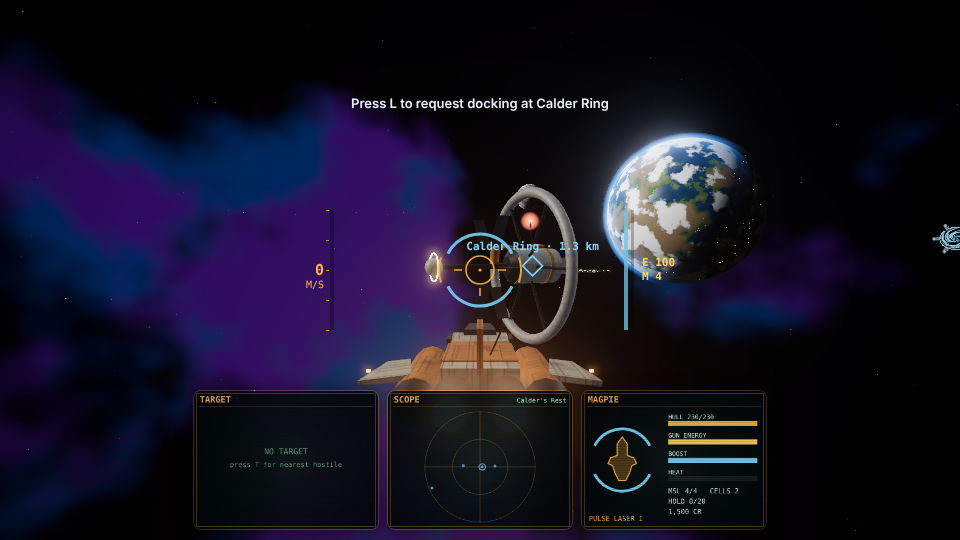 Press L to request docking at Calder Ring
Calder Ring · 1.3 km
0
M/S
E 100
M 4
TARGET
NO TARGET
press T for nearest hostile
SCOPE
Calder's Rest
MAGPIE
HULL 230/230
GUN ENERGY
BOOST
HEAT
MSL 4/4 CELLS 2
HOLD 0/20
1,500 CR
PULSE LASER I